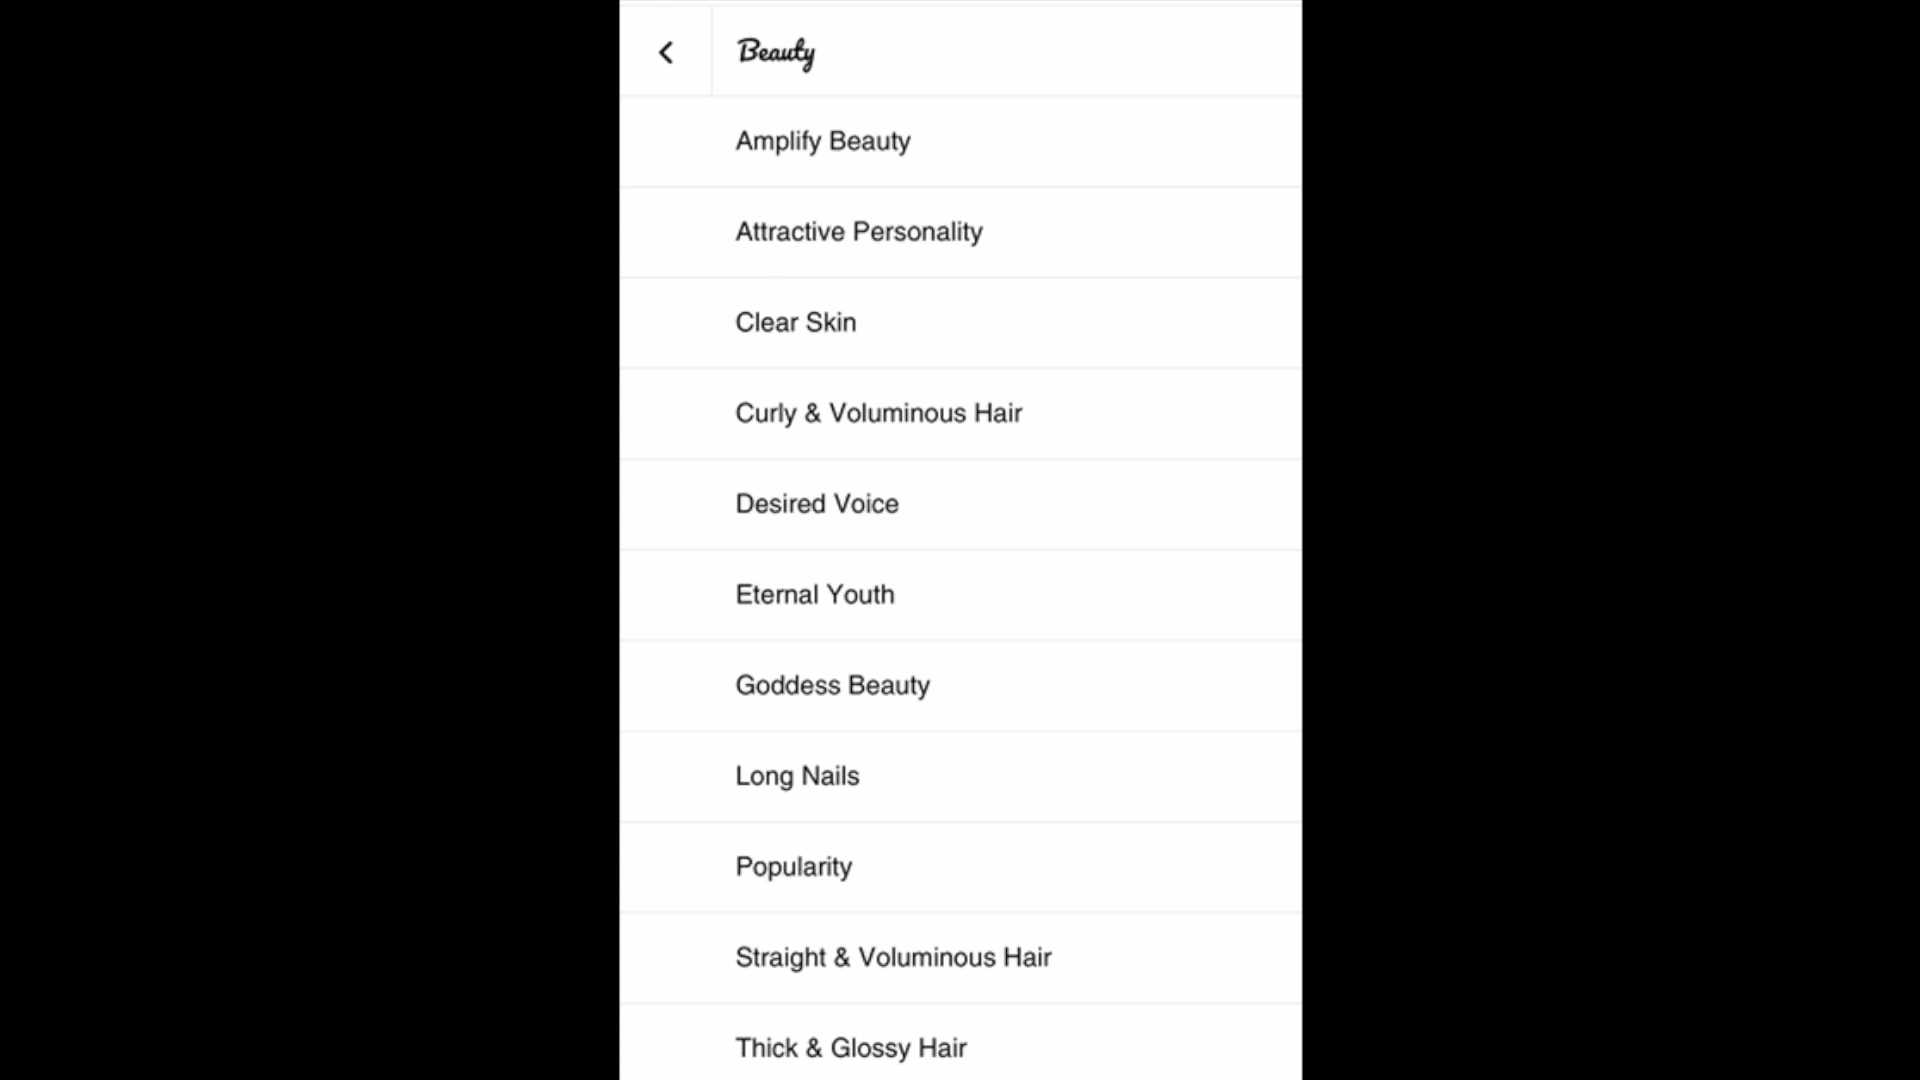 Beauty
Amplify Beauty
Attractive Personality
Clear Skin
Curly & Voluminous Hair
Desired Voice
Eternal Youth
Goddess Beauty
Long Nails
Popularity
Straight & Voluminous Hair
Thick & Glossy Hair